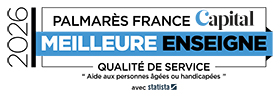 2026
PALMARÈS FRANCE Capital
MEILLEURE ENSEIGNE
QUALITÉ DE SERVICE
" Aide aux personnes âgées ou handicapées "
avec statista